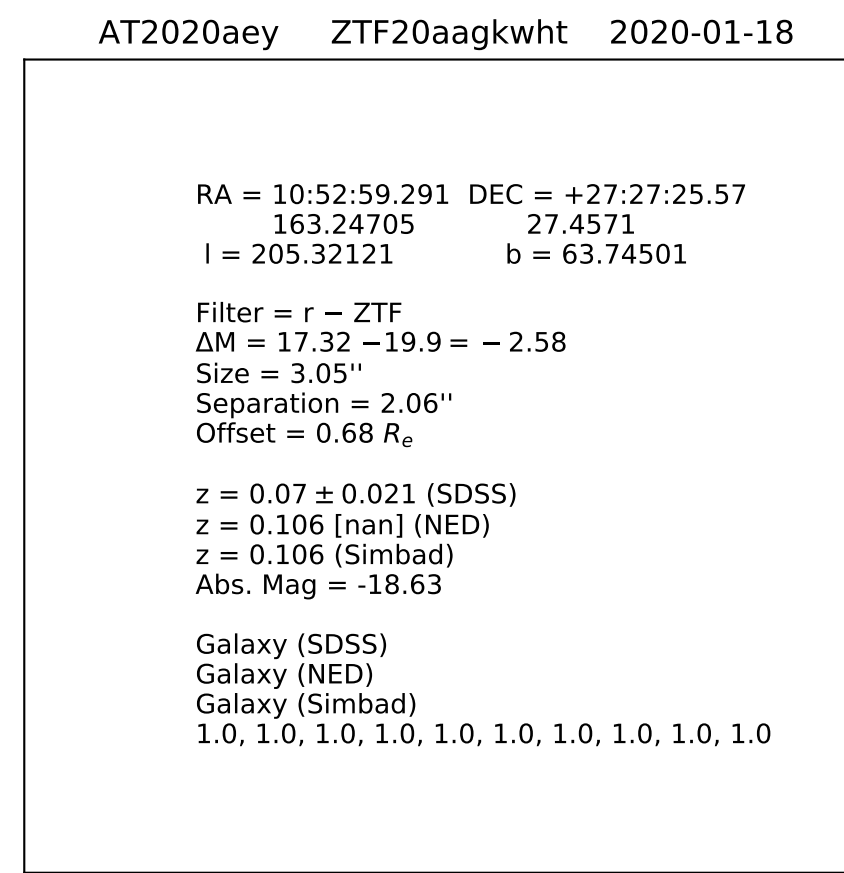 AT2020aey ZTF20aagkwht 2020-01-18
RA = 10:52:59.291 DEC = +27:27:25.57
163.24705 27.4571
l = 205.32121 b = 63.74501
Filter = r − ZTF
ΔM = 17.32 −19.9 = − 2.58
Size = 3.05''
Separation = 2.06''
Offset = 0.68 Rₑ
z = 0.07 ± 0.021 (SDSS)
z = 0.106 [nan] (NED)
z = 0.106 (Simbad)
Abs. Mag = -18.63
Galaxy (SDSS)
Galaxy (NED)
Galaxy (Simbad)
1.0, 1.0, 1.0, 1.0, 1.0, 1.0, 1.0, 1.0, 1.0, 1.0